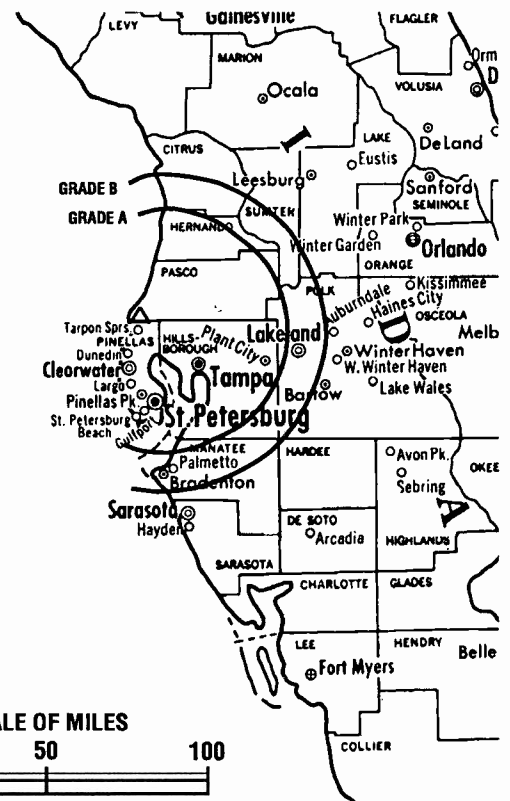 Gainesville
FLAGLER
LEVY
MARION
Orm
D
VOLUSIA
Ocala
DeLand
I
LAKE
CITRUS
Eustis
Leesburg
Sanford
SEMINOLE
GRADE B
GRADE A
SUMTER
HERNANDO
Winter Park
Winter Garden
Orlando
ORANGE
PASCO
POLK
Kissimmee
Auburndale
Haines City
OSCEOLA
D
Melb
Tarpon Sprs.
PINELLAS
HILLS-
BOROUGH
Plant City
Lakeland
Dunedin
Clearwater
Tampa
Winter Haven
W. Winter Haven
Largo
Bartow
Lake Wales
Pinellas Pk.
St. Petersburg
St. Petersburg
Beach
Gulfport
MANATEE
HARDEE
Avon Pk.
Palmetto
Bradenton
Sebring
OKEE
A
Sarasota
Hayden
DE SOTO
Arcadia
HIGHLANDS
SARASOTA
CHARLOTTE
GLADES
LEE
HENDRY
Belle
Fort Myers
COLLIER
ALE OF MILES
50
100